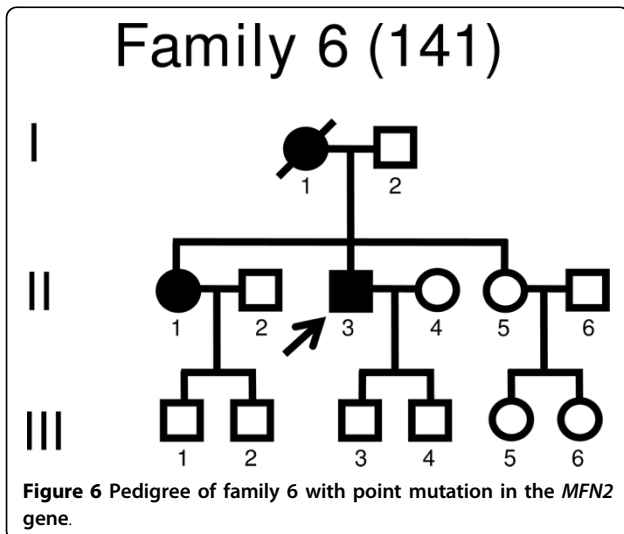 Family 6 (141)
I
1 2
II
1 2 3 4 5 6
III
1 2 3 4 5 6
Figure 6 Pedigree of family 6 with point mutation in the MFN2
gene.